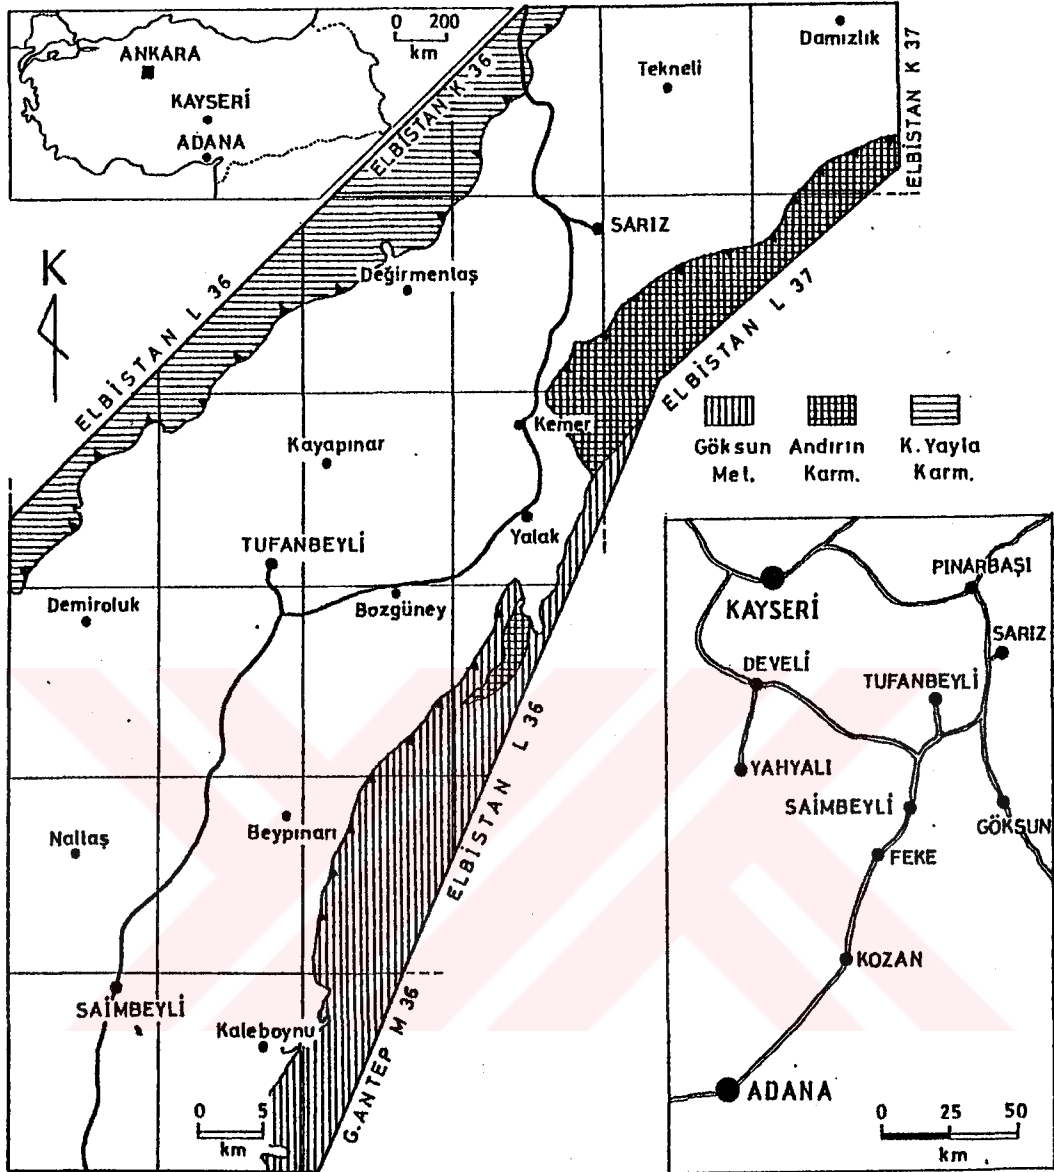 0 200
km
ANKARA
KAYSERİ
ADANA
Damızlık
Tekneli
ELBİSTAN K 36
ELBİSTAN K 37
SARIZ
K
Değirmenlaş
ELBİSTAN L 36
ELBİSTAN L 37
Kemer
Kayapınar
Göksun
Met.
Andırın
Karm.
K.Yayla
Karm.
Yalak
TUFANBEYLİ
Demiroluk
Bozgüney
Beypınarı
Nallaş
ELBİSTAN L 36
SAİMBEYLİ
Kaleboynu
G.ANTEP M 36
0 5
km
PINARBAŞI
KAYSERİ
SARIZ
DEVELİ
TUFANBEYLİ
YAHYALI
SAİMBEYLİ
GÖKSUN
FEKE
KOZAN
ADANA
0 25 50
km